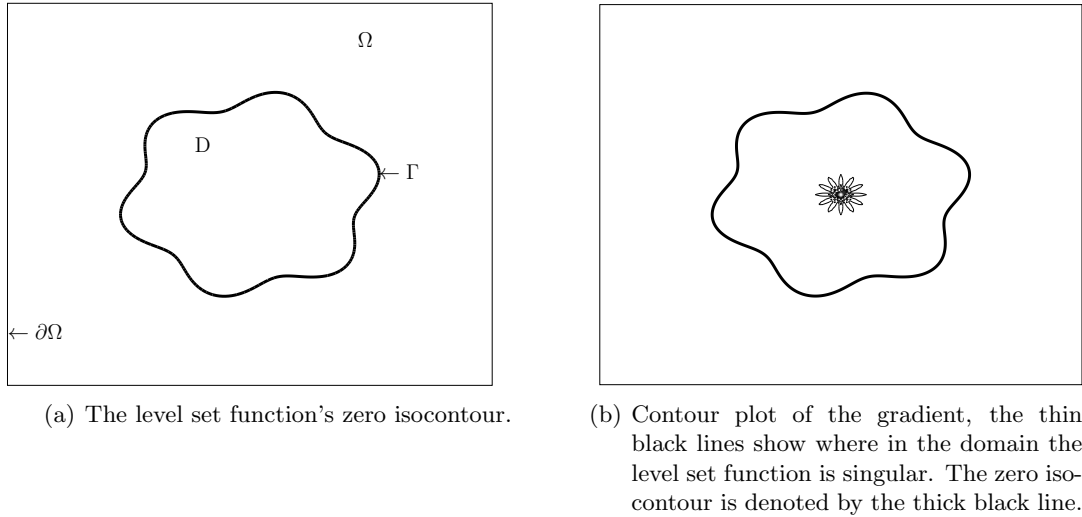 Ω
D
← Γ
← ∂Ω
(a) The level set function's zero isocontour.
(b) Contour plot of the gradient, the thin
black lines show where in the domain the
level set function is singular. The zero iso-
contour is denoted by the thick black line.